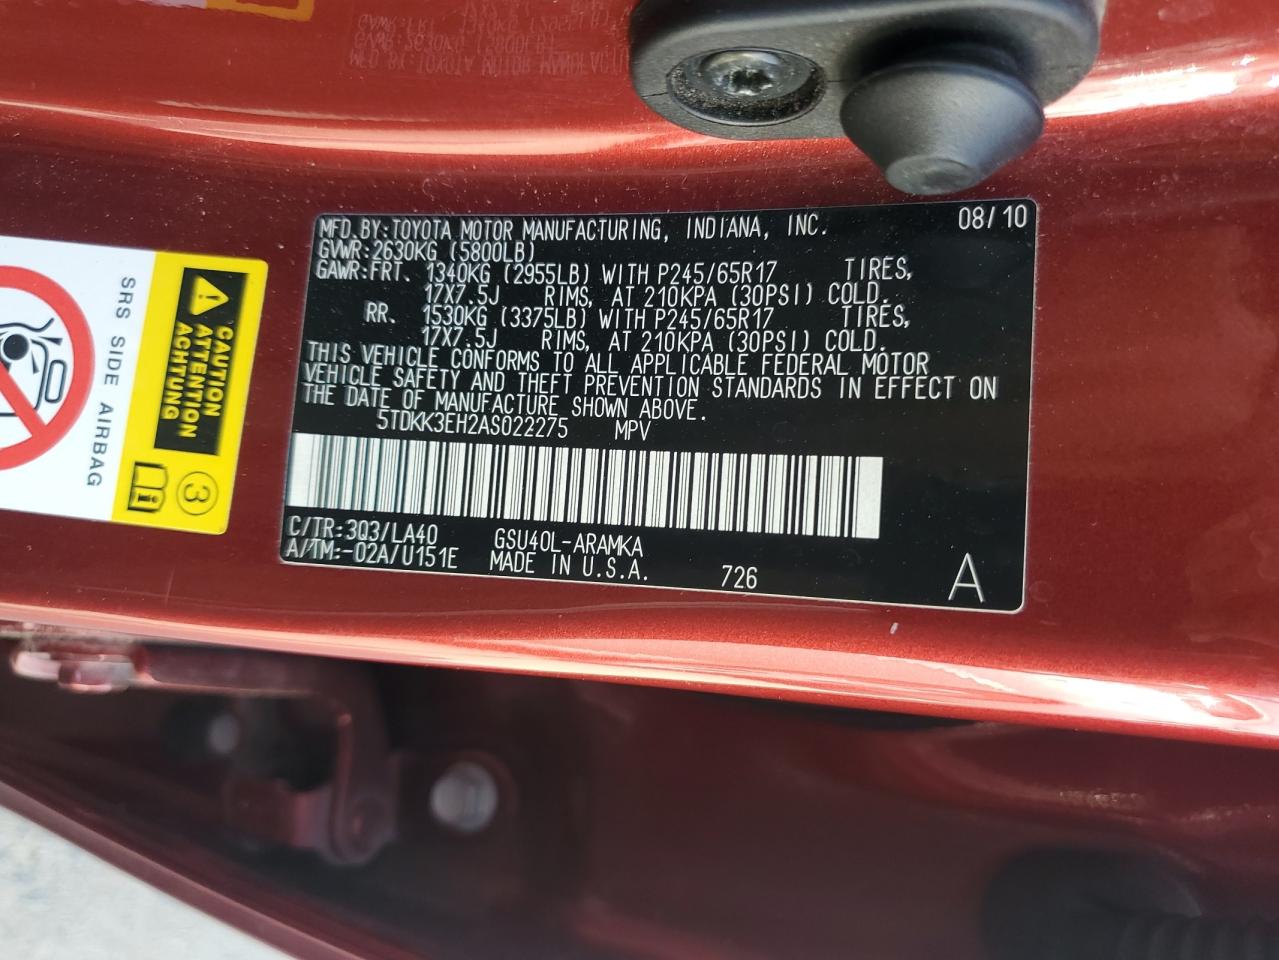 MFD.BY:TOYOTA MOTOR MANUFACTURING, INDIANA, INC. 08/10
GVWR:2630KG (5800LB)
GAWR:FRT. 1340KG (2955LB) WITH P245/65R17 TIRES,
17X7.5J RIMS, AT 210KPA (30PSI) COLD.
RR. 1530KG (3375LB) WITH P245/65R17 TIRES,
17X7.5J RIMS, AT 210KPA (30PSI) COLD.
THIS VEHICLE CONFORMS TO ALL APPLICABLE FEDERAL MOTOR
VEHICLE SAFETY AND THEFT PREVENTION STANDARDS IN EFFECT ON
THE DATE OF MANUFACTURE SHOWN ABOVE.
5TDKK3EH2AS022275 MPV
C/TR:3Q3/LA40 GSU40L-ARAMKA
A/TM:-02A/U151E MADE IN U.S.A. 726 A
CAUTION
ATTENTION
ACHTUNG
3
SRS SIDE AIRBAG